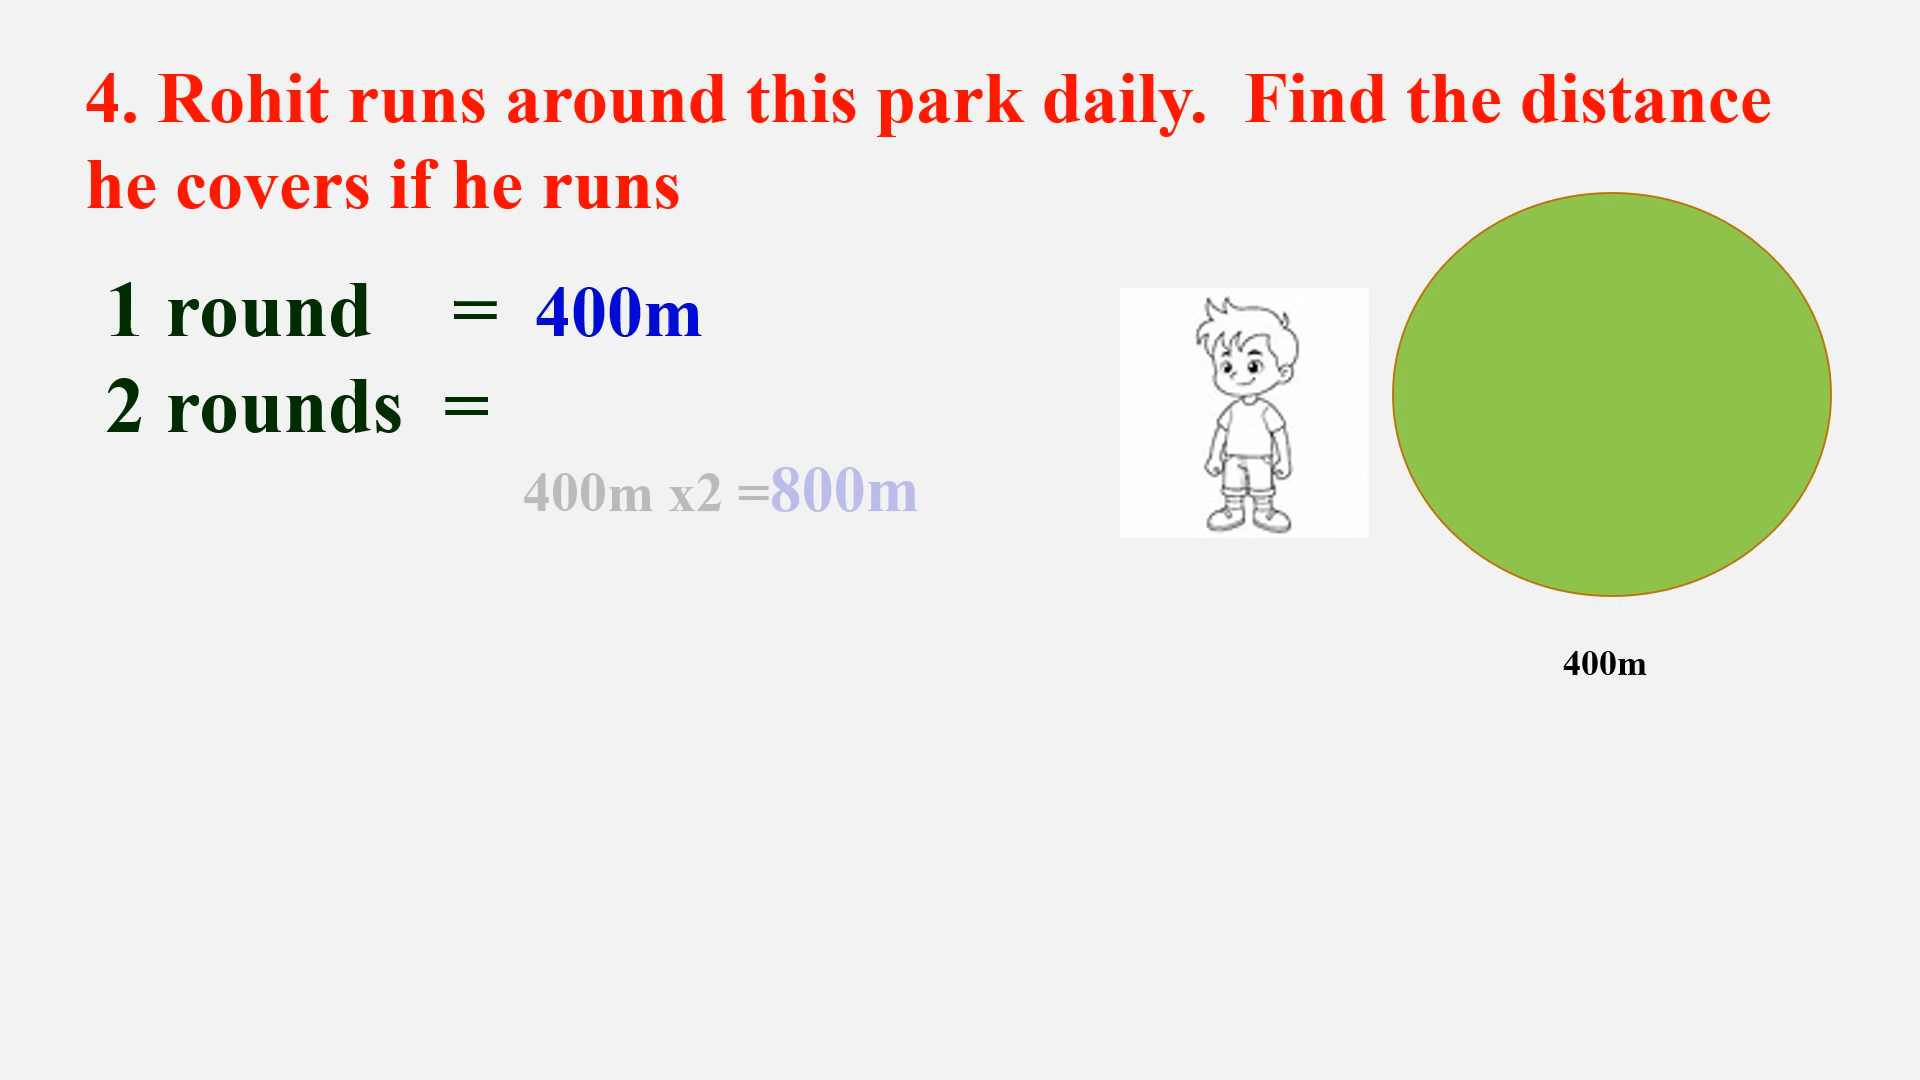 4. Rohit runs around this park daily.  Find the distance
he covers if he runs
1 round = 400m
2 rounds =
400m x2 =800m
400m